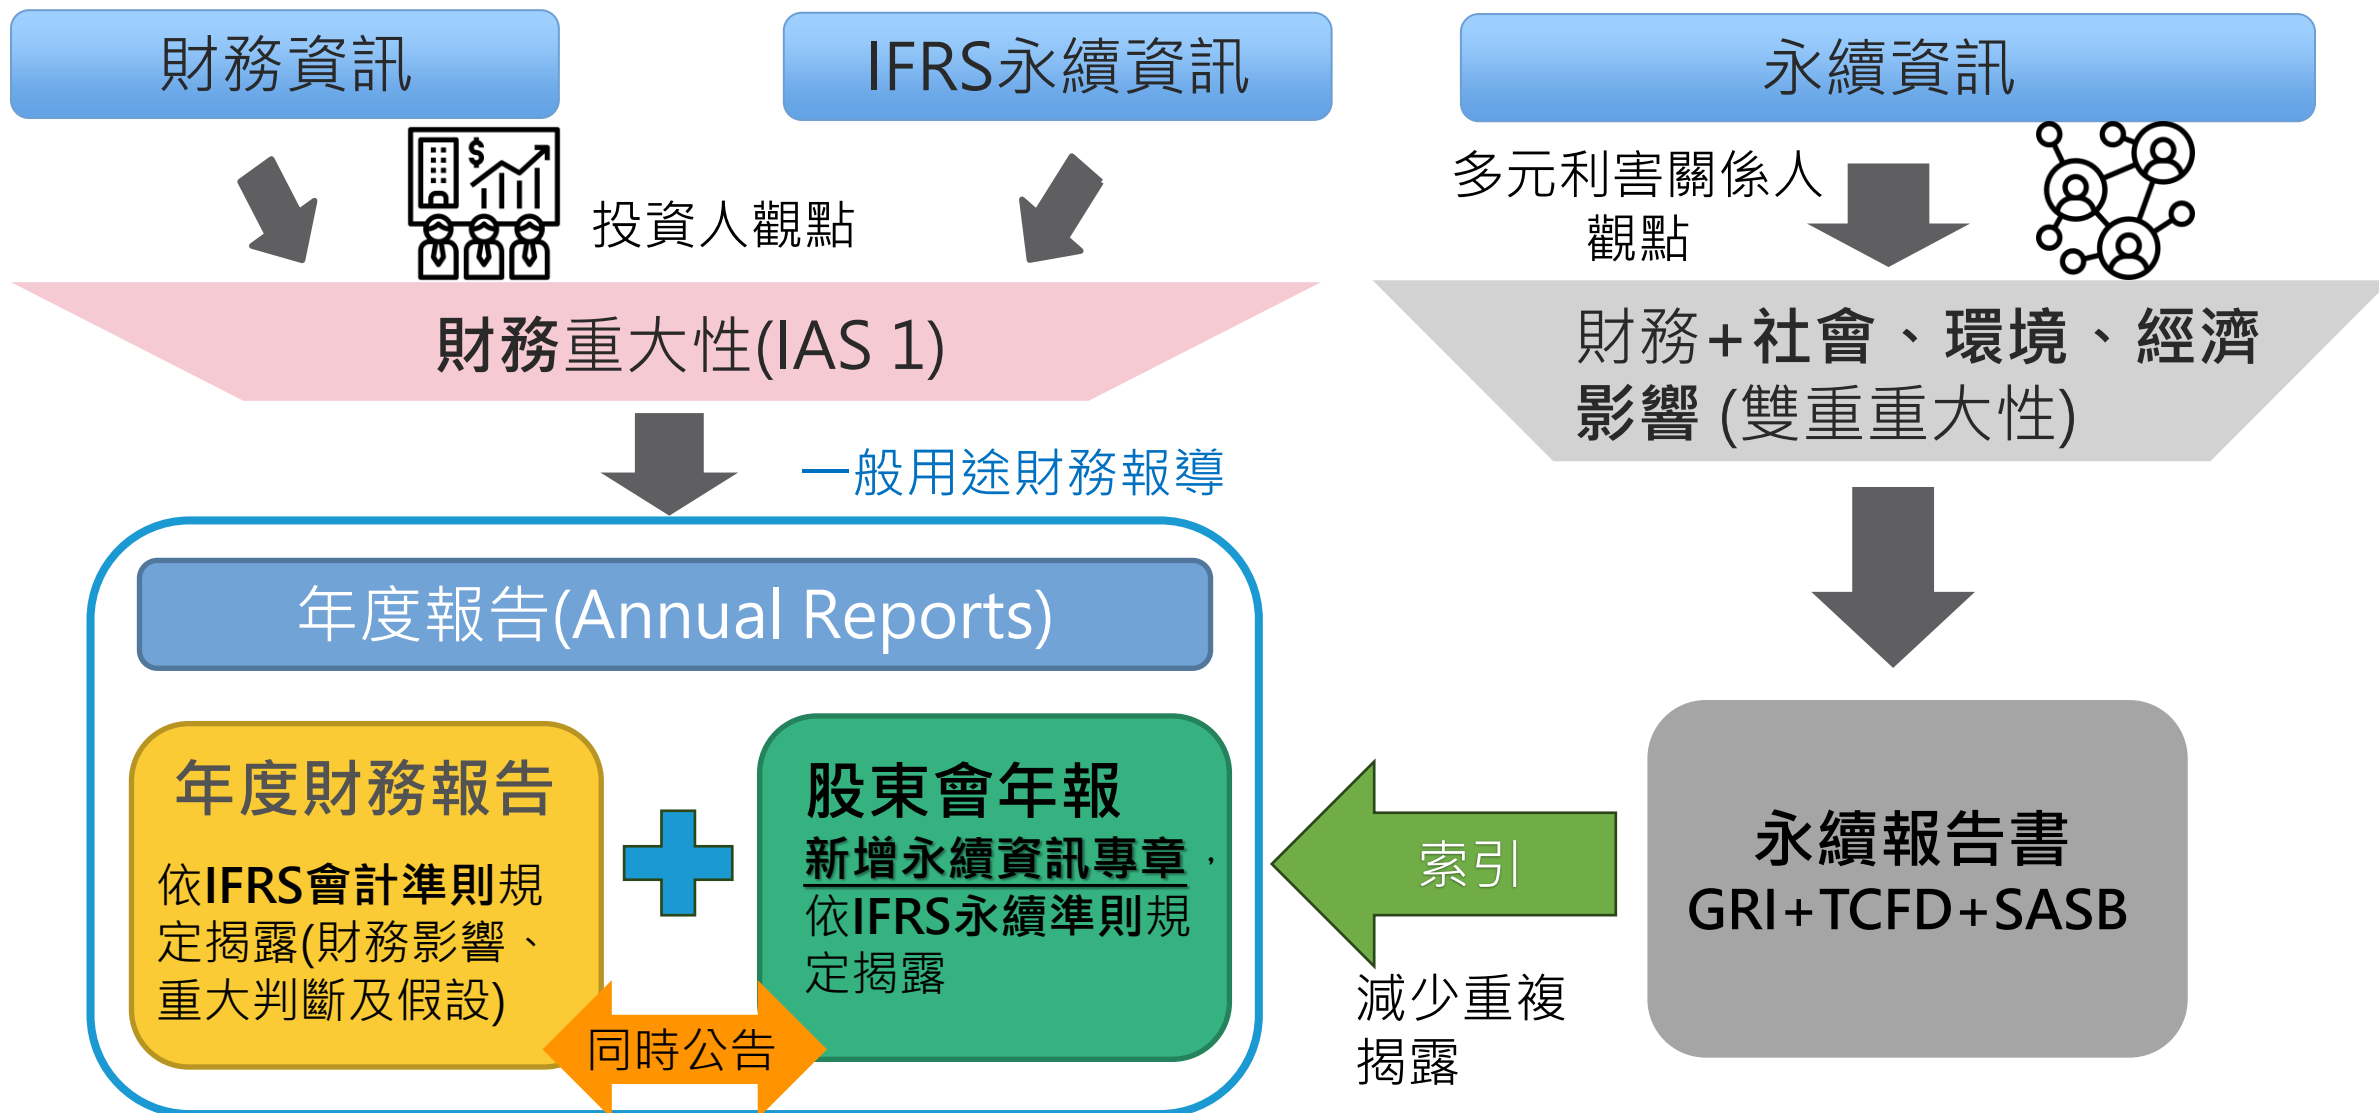 財務資訊
IFRS永續資訊
永續資訊
投資人觀點
多元利害關係人
觀點
財務重大性(IAS 1)
財務+社會、環境、經濟
影響 (雙重重大性)
一般用途財務報導
年度報告(Annual Reports)
年度財務報告
依IFRS會計準則規
定揭露(財務影響、
重大判斷及假設)
股東會年報
新增永續資訊專章，
依IFRS永續準則規
定揭露
同時公告
索引
減少重複
揭露
永續報告書
GRI+TCFD+SASB